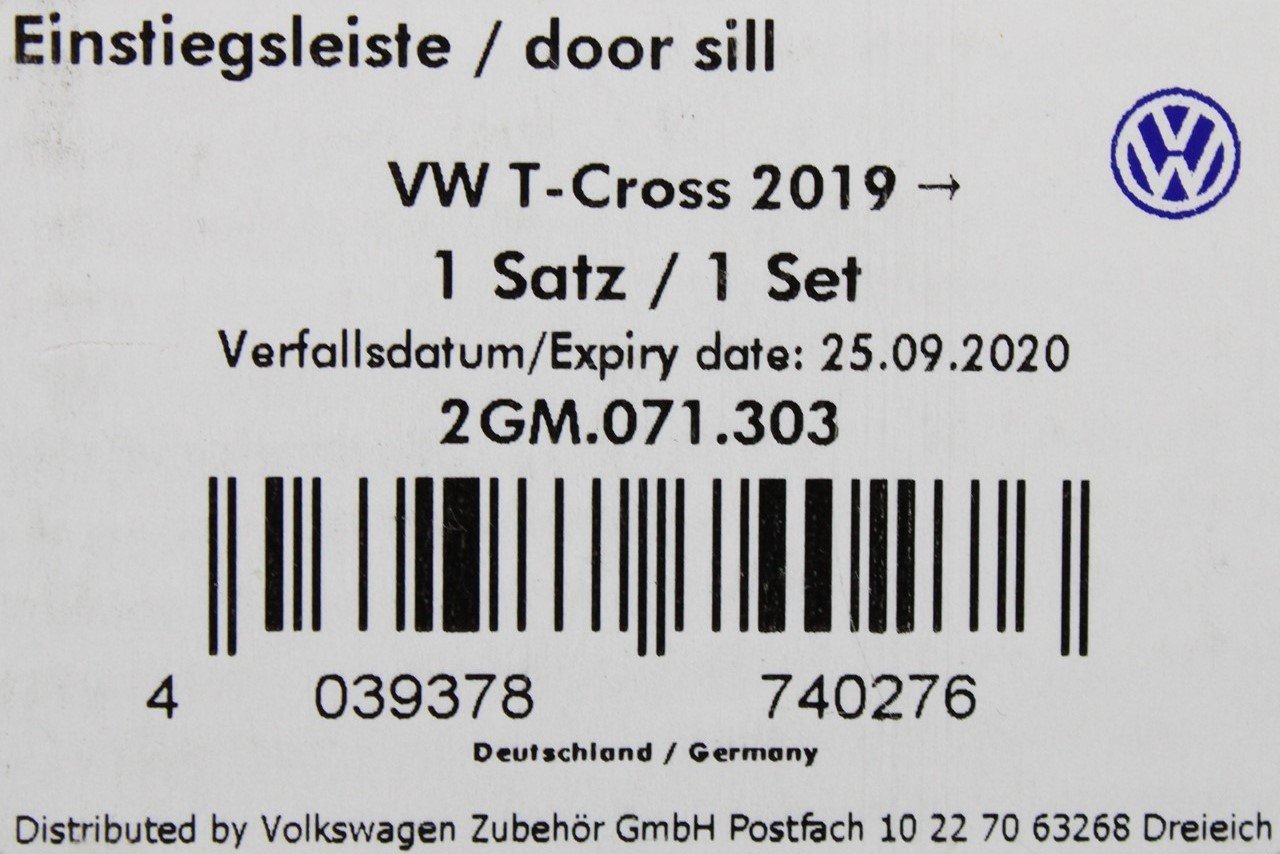 Einstiegsleiste / door sill
VW T-Cross 2019 →
1 Satz / 1 Set
Verfallsdatum/Expiry date: 25.09.2020
2GM.071.303
4 039378 740276
Deutschland / Germany
Distributed by Volkswagen Zubehör GmbH Postfach 10 22 70 63268 Dreieich